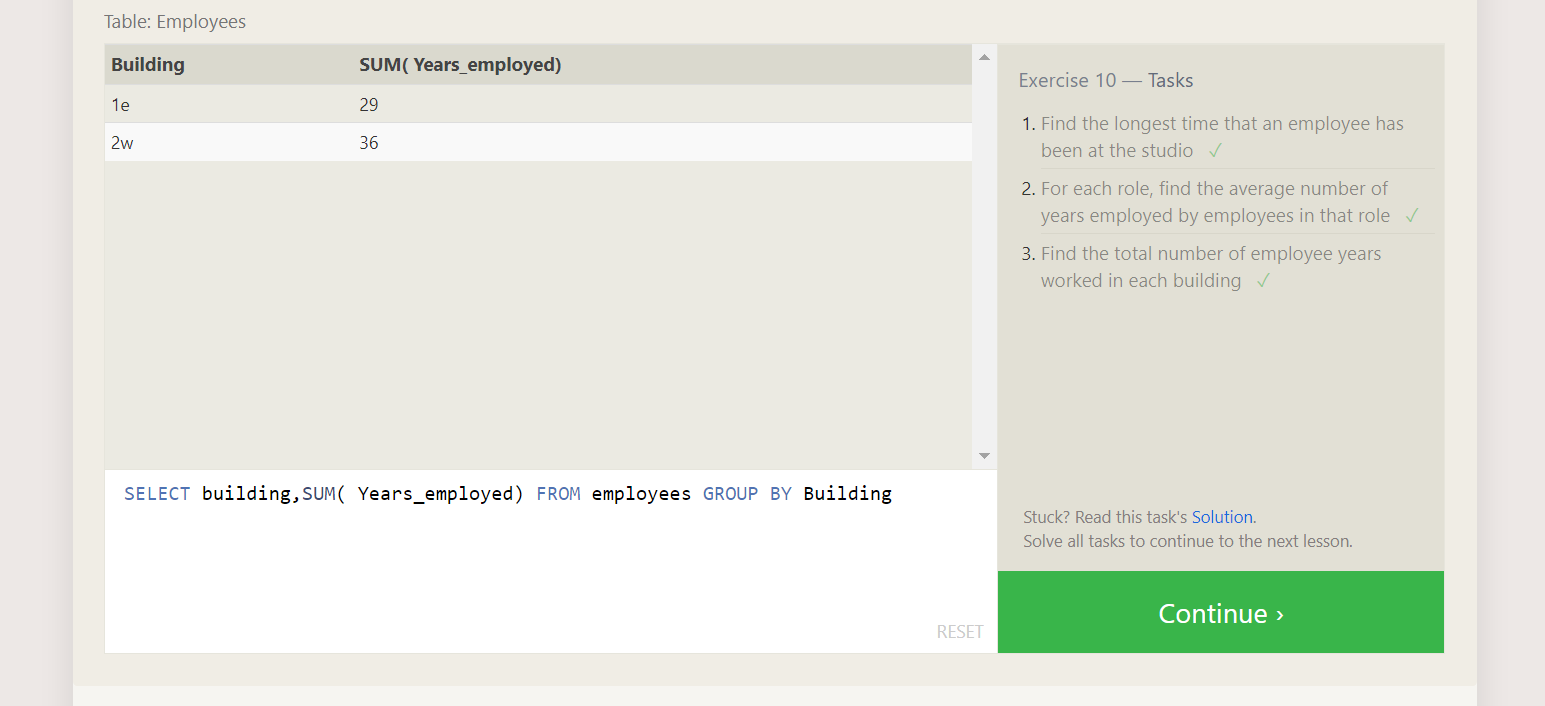 Table: Employees
Building SUM( Years_employed)
1e 29
2w 36
SELECT building,SUM( Years_employed) FROM employees GROUP BY Building
RESET
Exercise 10 — Tasks
1. Find the longest time that an employee has
been at the studio ✓
2. For each role, find the average number of
years employed by employees in that role ✓
3. Find the total number of employee years
worked in each building ✓
Stuck? Read this task's Solution.
Solve all tasks to continue to the next lesson.
Continue ›